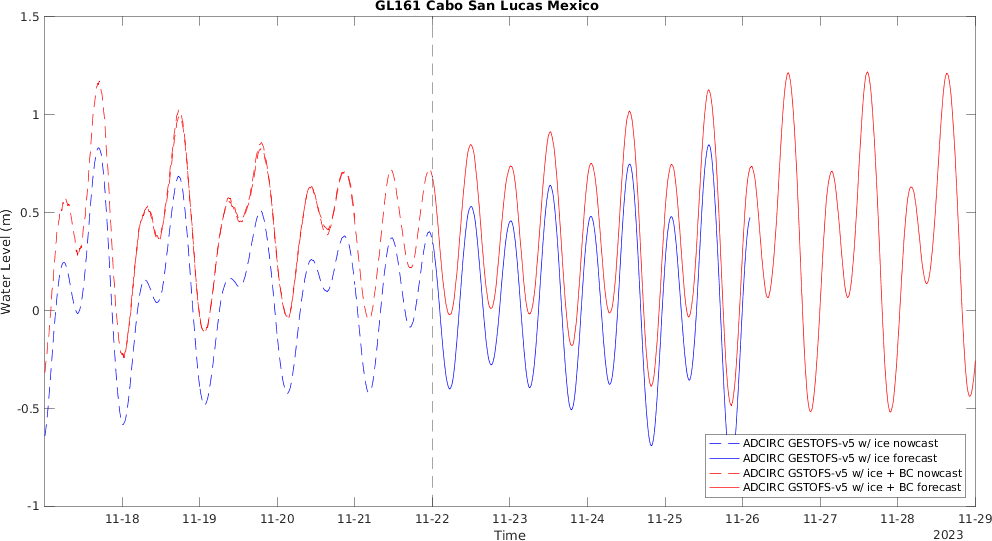 GL161 Cabo San Lucas Mexico
1.5
1
0.5
0
-0.5
-1
Water Level (m)
11-18 11-19 11-20 11-21 11-22 11-23 11-24 11-25 11-26 11-27 11-28 11-29
Time
2023
ADCIRC GESTOFS-v5 w/ ice nowcast
ADCIRC GESTOFS-v5 w/ ice forecast
ADCIRC GSTOFS-v5 w/ ice + BC nowcast
ADCIRC GSTOFS-v5 w/ ice + BC forecast